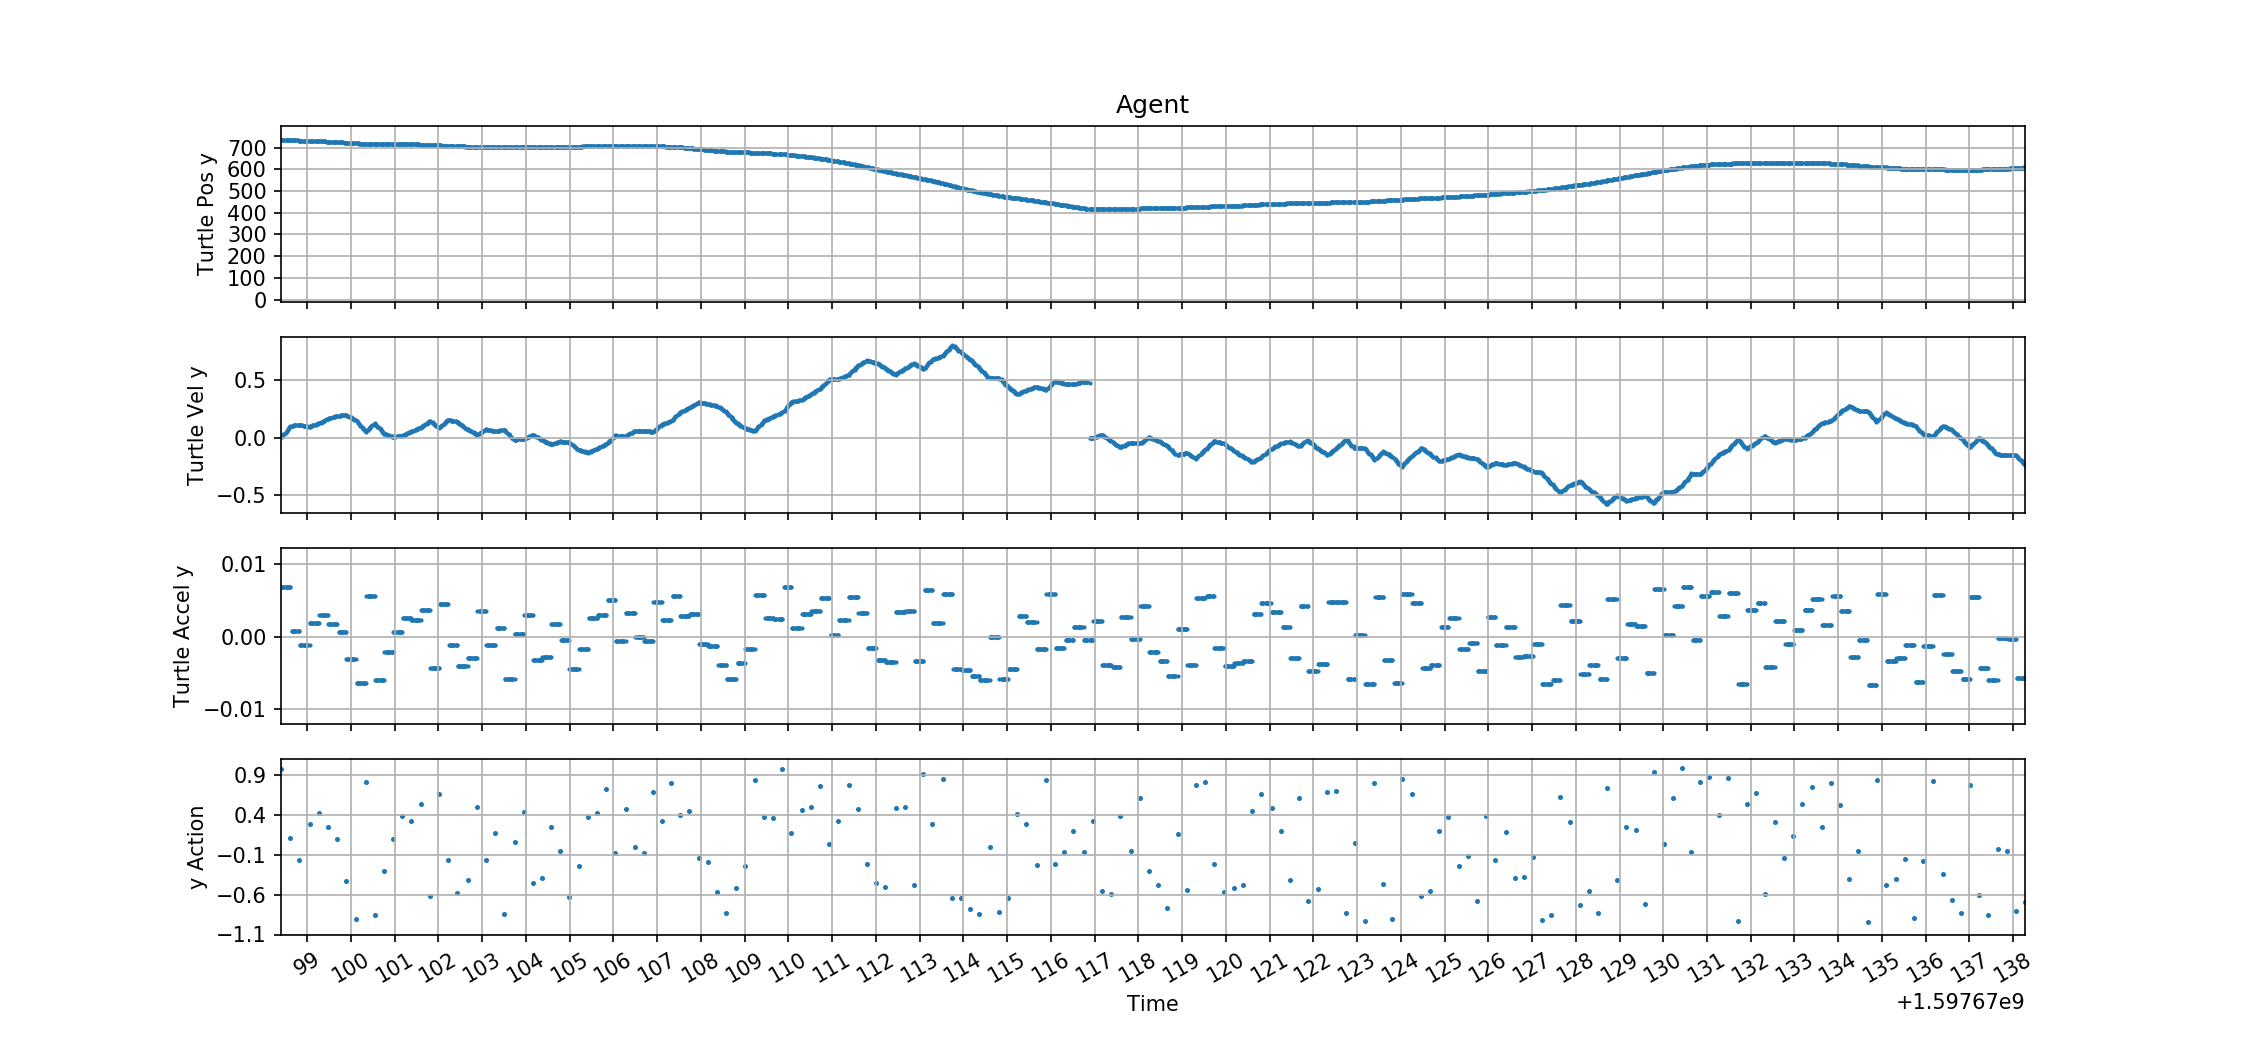 Agent
Turtle Pos y
700
600
500
400
300
200
100
0
Turtle Vel y
0.5
0.0
−0.5
Turtle Accel y
0.01
0.00
−0.01
y Action
0.9
0.4
−0.1
−0.6
−1.1
99 100 101 102 103 104 105 106 107 108 109 110 111 112 113 114 115 116 117 118 119 120 121 122 123 124 125 126 127 128 129 130 131 132 133 134 135 136 137 138
Time
+1.59767e9